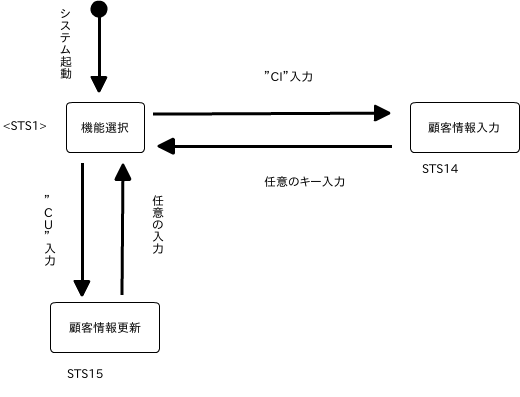 システム起動
”CI”入力
<STS1>
機能選択
顧客情報入力
STS14
任意のキー入力
”CU”入力
任意の入力
顧客情報更新
STS15